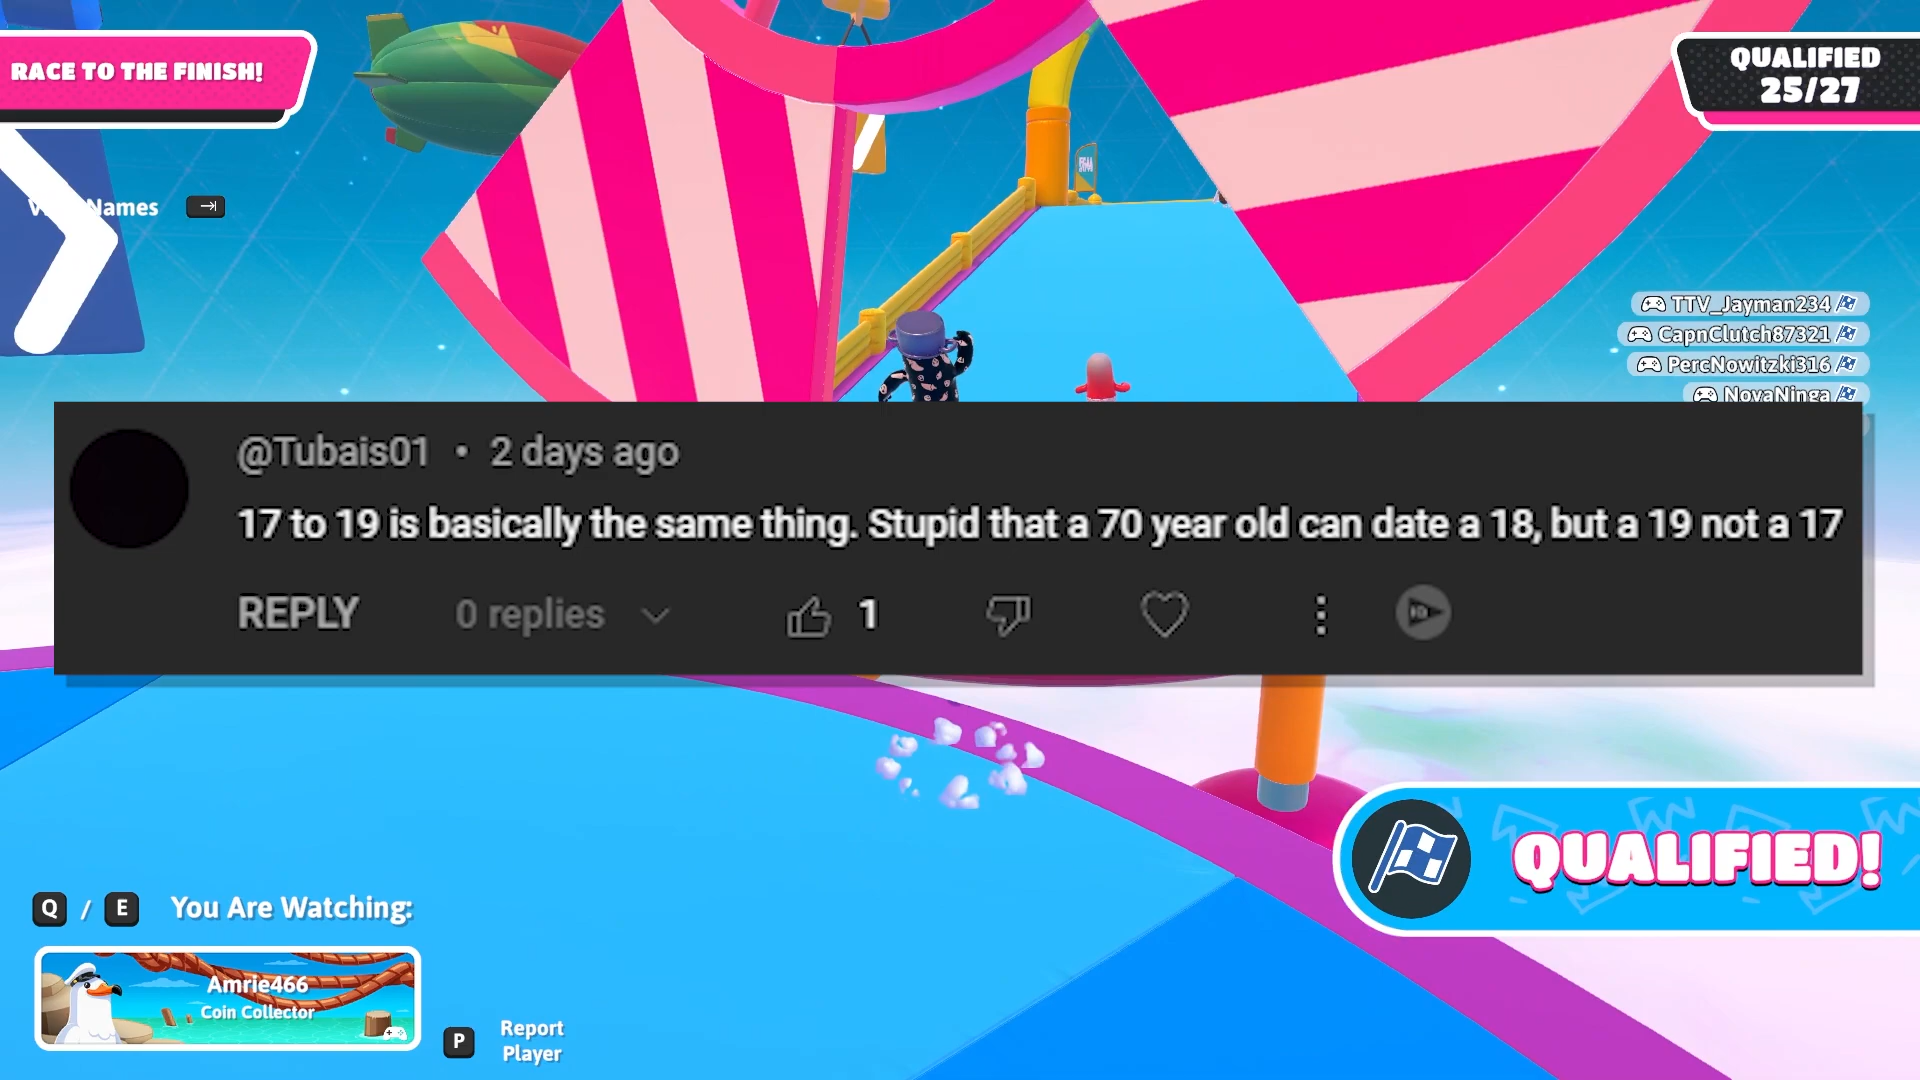 RACE TO THE FINISH!
QUALIFIED
25/27
Names
TTV_Jayman234
CapnClutch87321
PercNowitzki316
NovaNinga
@Tubais01 • 2 days ago
17 to 19 is basically the same thing. Stupid that a 70 year old can date a 18, but a 19 not a 17
REPLY 0 replies 1
QUALIFIED!
Q / E You Are Watching:
Amrie466
Coin Collector
P Report
Player